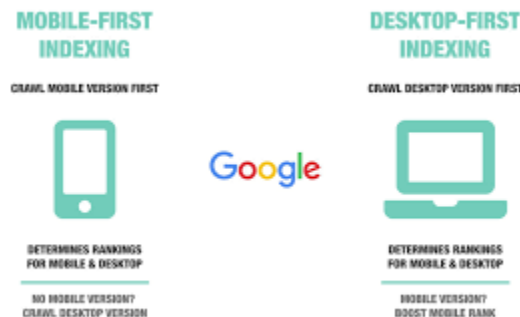 MOBILE-FIRST
INDEXING
CRAWL MOBILE VERSION FIRST
DETERMINES RANKINGS
FOR MOBILE & DESKTOP
NO MOBILE VERSION?
CRAWL DESKTOP VERSION
Google
DESKTOP-FIRST
INDEXING
CRAWL DESKTOP VERSION FIRST
DETERMINES RANKINGS
FOR MOBILE & DESKTOP
MOBILE VERSION?
BOOST MOBILE RANK